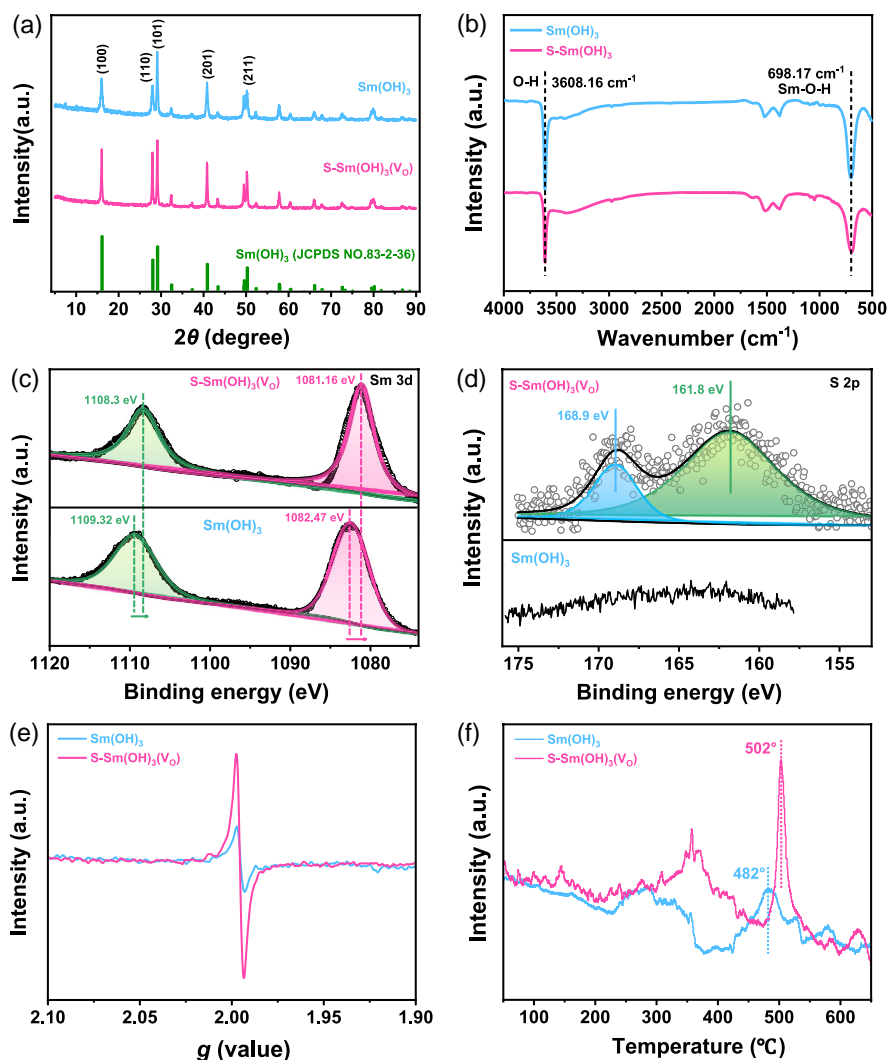 (a)
Sm(OH)₃
(100)
(110)
(101)
(201)
(211)
S-Sm(OH)₃(V₀)
Sm(OH)₃ (JCPDS NO.83-2-36)
Intensity(a.u.)
10 20 30 40 50 60 70 80 90
2θ (degree)
(b)
Sm(OH)₃
S-Sm(OH)₃
O-H
3608.16 cm⁻¹
698.17 cm⁻¹
Sm-O-H
Intensity (a.u.)
4000 3500 3000 2500 2000 1500 1000 500
Wavenumber (cm⁻¹)
(c)
S-Sm(OH)₃(V₀)
1081.16 eV
Sm 3d
1108.3 eV
1109.32 eV
Sm(OH)₃
1082.47 eV
Intensity (a.u.)
1120 1110 1100 1090 1080
Binding energy (eV)
(d)
S-Sm(OH)₃(V₀)
168.9 eV
161.8 eV
S 2p
Sm(OH)₃
Intensity (a.u.)
175 170 165 160 155
Binding energy (eV)
(e)
Sm(OH)₃
S-Sm(OH)₃(V₀)
Intensity (a.u.)
2.10 2.05 2.00 1.95 1.90
g (value)
(f)
Sm(OH)₃
S-Sm(OH)₃(V₀)
502°
482°
Intensity (a.u.)
100 200 300 400 500 600
Temperature (℃)